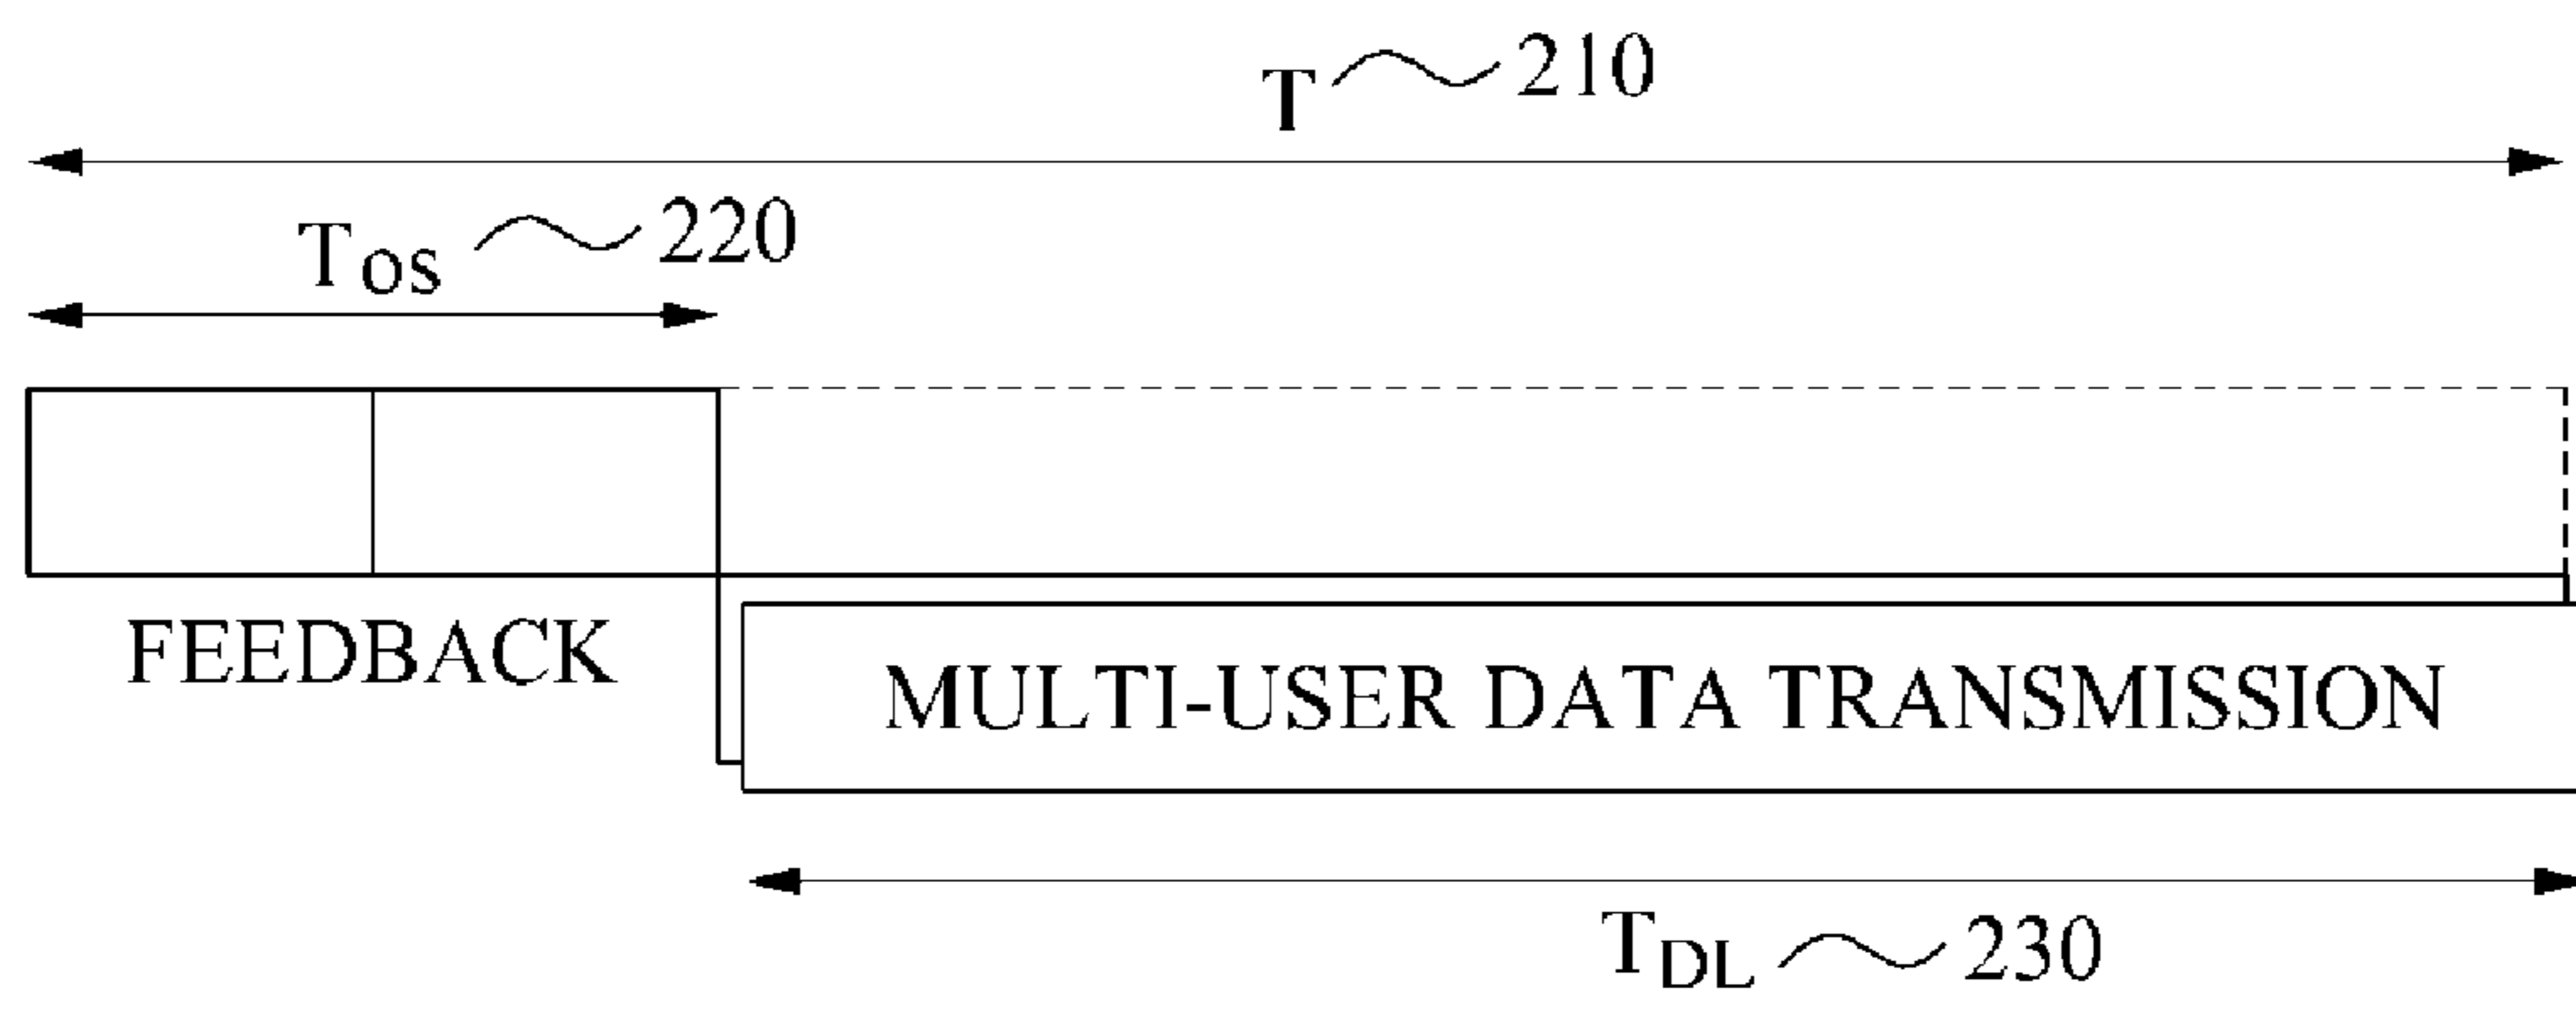 T 210
TOS 220
FEEDBACK
MULTI-USER DATA TRANSMISSION
TDL 230